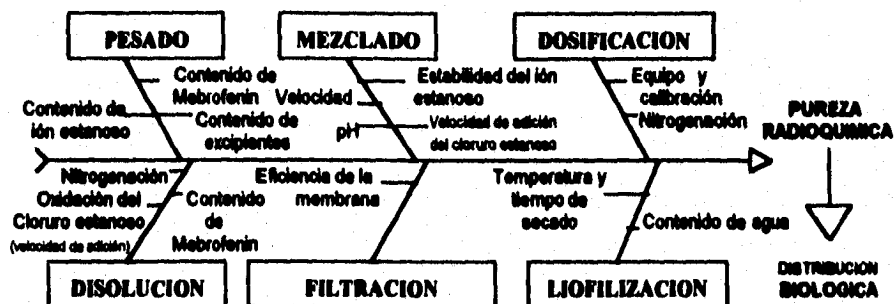 PESADO
MEZCLADO
DOSIFICACION
Contenido de
Mebrofenin
Contenido de
ión estanoso
Contenido de
excipientes
Velocidad
Estabilidad del ión
estanoso
pH
Velocidad de adición
del cloruro estanoso
Equipo y
calibración
Nitrogenación
PUREZA
RADIOQUIMICA
Nitrogenación
Oxidación del
Cloruro estanoso
(velocidad de adición)
Contenido
de
Mebrofenin
Eficiencia de la
membrana
Temperatura y
tiempo de
secado
Contenido de agua
DISTRIBUCION
BIOLOGICA
DISOLUCION
FILTRACION
LIOFILIZACION